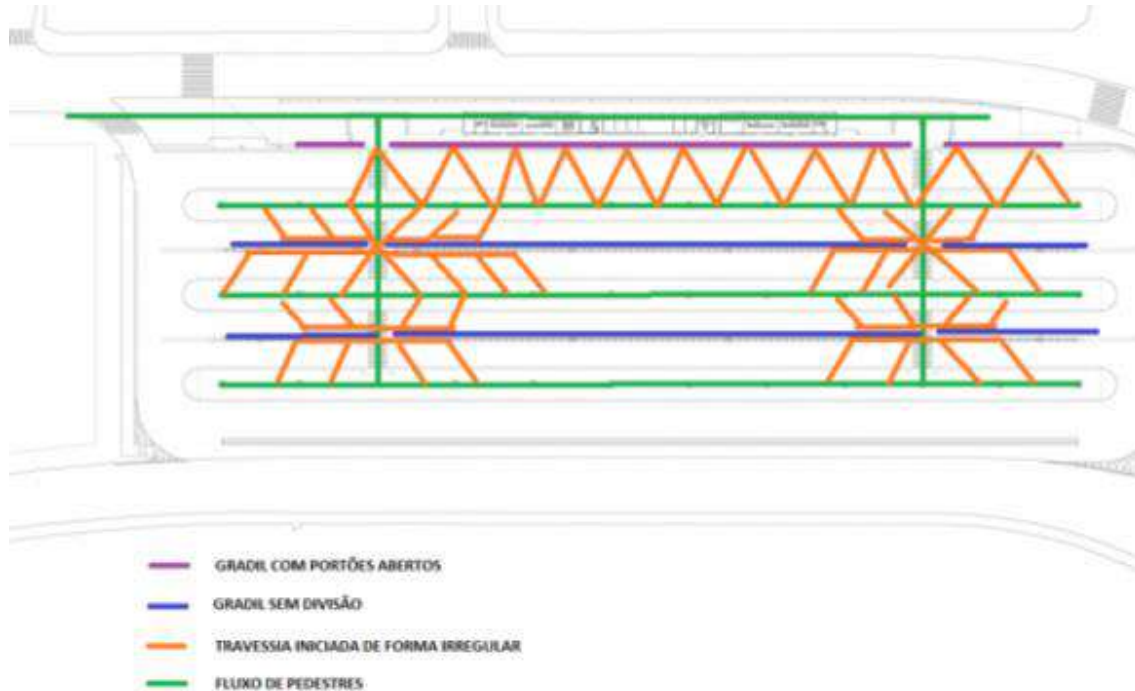 GRADIL COM PORTÕES ABERTOS
GRADIL SEM DIVISÃO
TRAVESSIA INICIADA DE FORMA IRREGULAR
FLUXO DE PEDESTRES